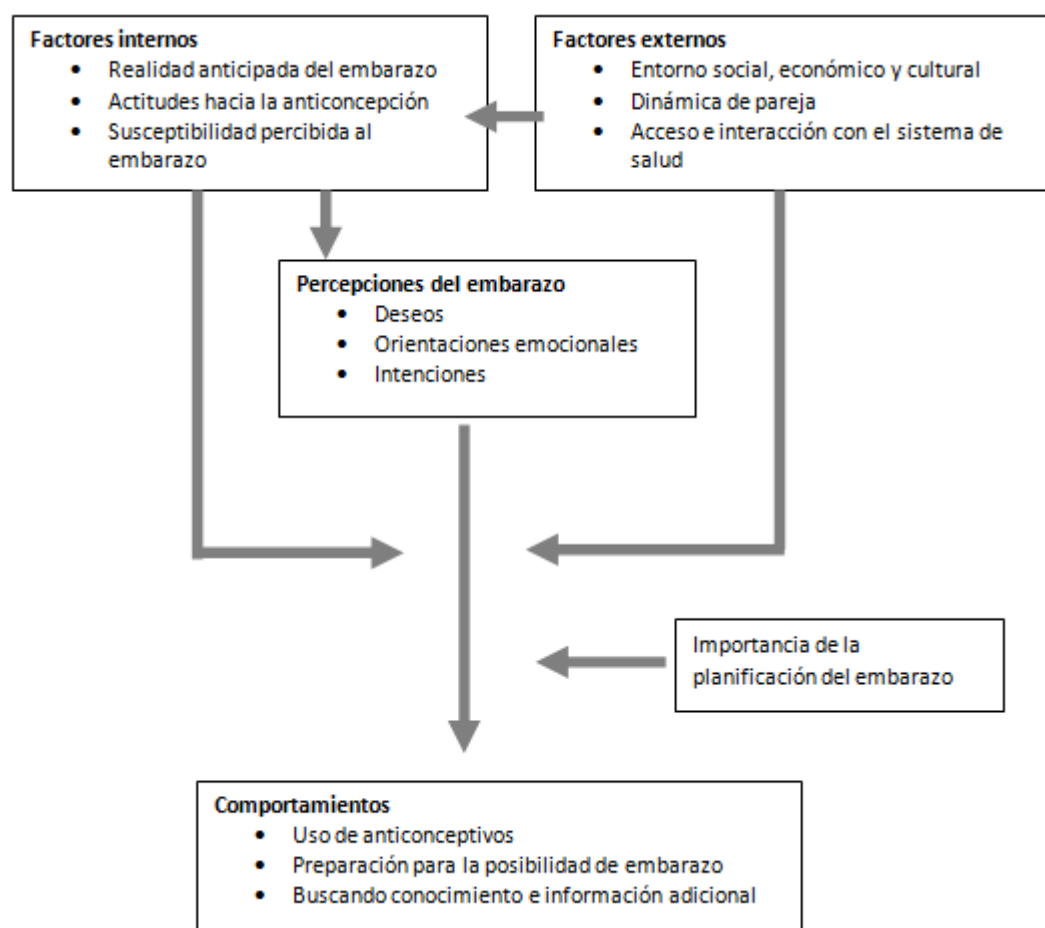 Factores internos
• Realidad anticipada del embarazo
• Actitudes hacia la anticoncepción
• Susceptibilidad percibida al
embarazo
Factores externos
• Entorno social, económico y cultural
• Dinámica de pareja
• Acceso e interacción con el sistema de
salud
Percepciones del embarazo
• Deseos
• Orientaciones emocionales
• Intenciones
Importancia de la
planificación del embarazo
Comportamientos
• Uso de anticonceptivos
• Preparación para la posibilidad de embarazo
• Buscando conocimiento e información adicional